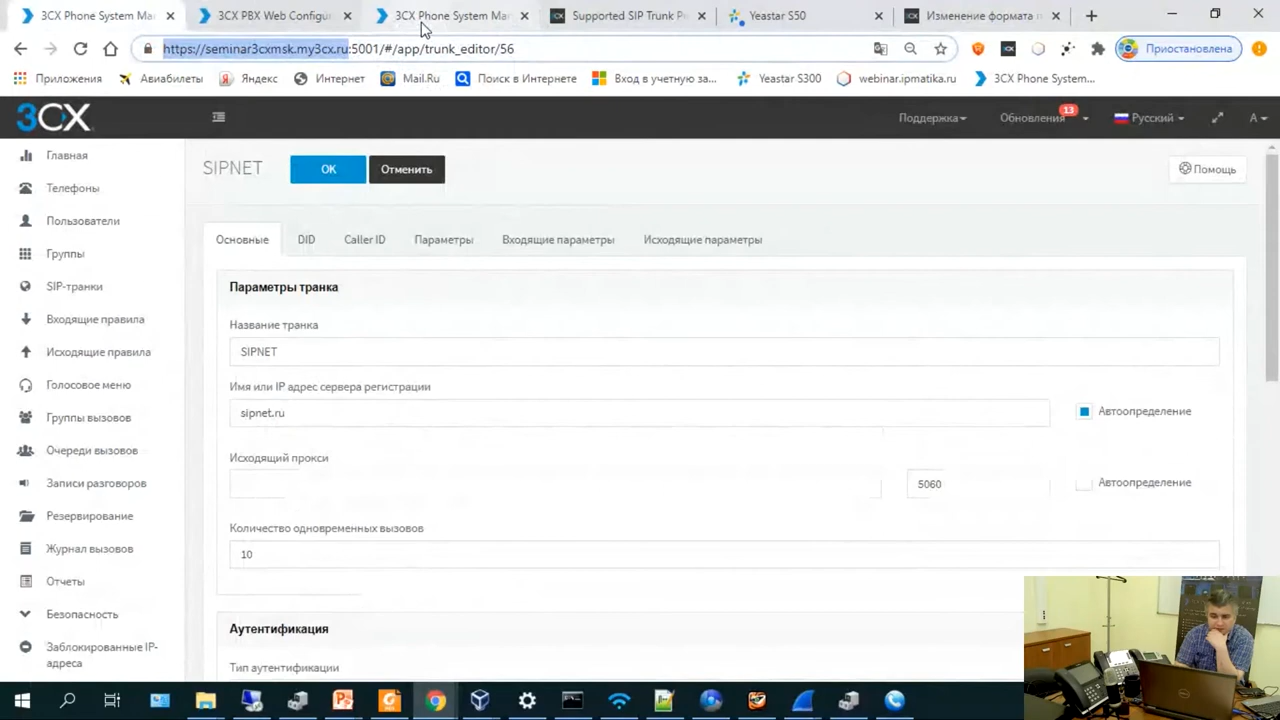 3CX Phone System Ma
3CX PBX Web Configu
3CX Phone System Ma
Supported SIP Trunk P
Yeastar S50
Изменение формата п
https://seminar3cxmsk.my3cx.ru:5001/#/app/trunk_editor/56
Приостановлена
Приложения
Авиабилеты
Яндекс
Интернет
Mail.Ru
Поиск в Интернете
Вход в учетную за...
Yeastar S300
webinar.ipmatika.ru
3CX Phone System...
3CX
Поддержка
Обновления
13
Русский
A
Главная
Телефоны
Пользователи
Группы
SIP-транки
Входящие правила
Исходящие правила
Голосовое меню
Группы вызовов
Очереди вызовов
Записи разговоров
Резервирование
Журнал вызовов
Отчеты
Безопасность
Заблокированные IP-
адреса
SIPNET
OK
Отменить
Помощь
Основные
DID
Caller ID
Параметры
Входящие параметры
Исходящие параметры
Параметры транка
Название транка
SIPNET
Имя или IP адрес сервера регистрации
sipnet.ru
Автоопределение
Исходящий прокси
5060
Автоопределение
Количество одновременных вызовов
10
Аутентификация
Тип аутентификации